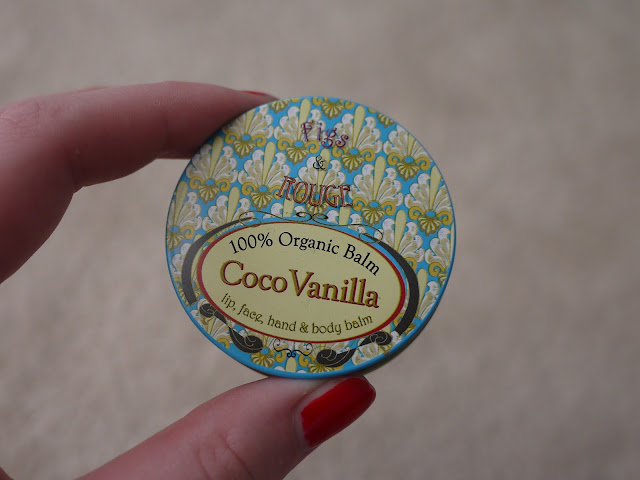 Figs
&
ROUGE
100% Organic Balm
Coco Vanilla
lip, face, hand & body balm